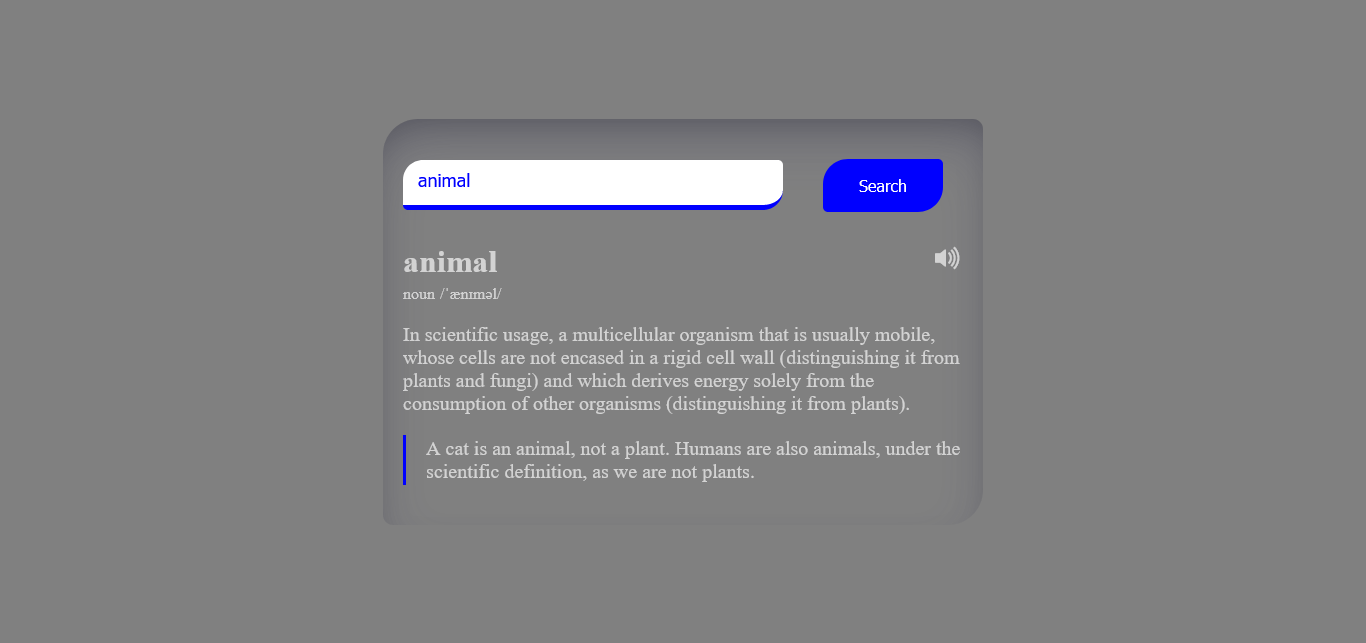 animal
Search
animal
noun /ˈænɪməl/
In scientific usage, a multicellular organism that is usually mobile,
whose cells are not encased in a rigid cell wall (distinguishing it from
plants and fungi) and which derives energy solely from the
consumption of other organisms (distinguishing it from plants).
A cat is an animal, not a plant. Humans are also animals, under the
scientific definition, as we are not plants.